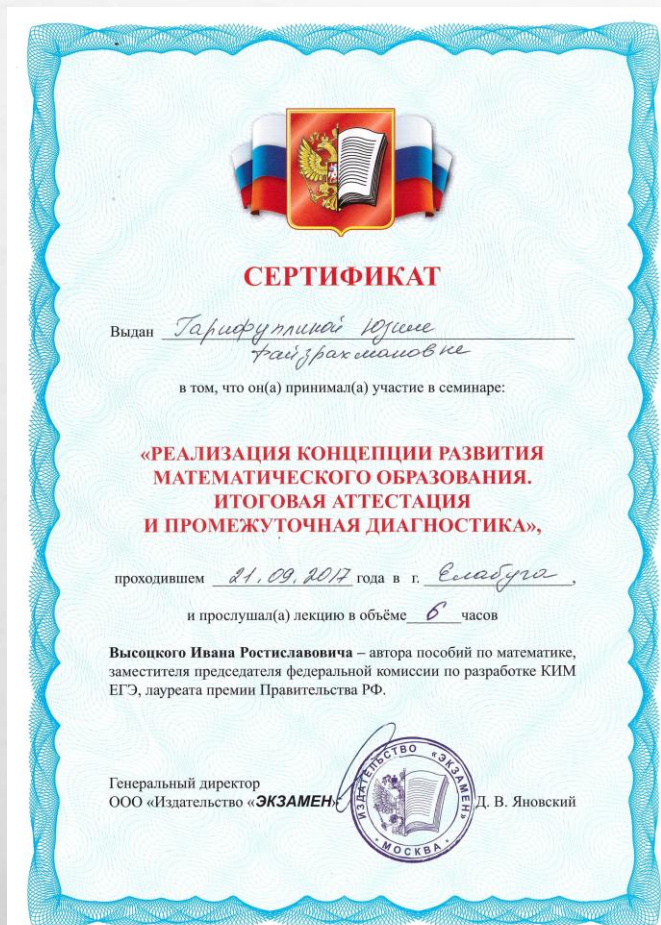 СЕРТИФИКАТ
Выдан Гарифуллиной Юзиле
Файзрахмановне
в том, что он(а) принимал(а) участие в семинаре:
«РЕАЛИЗАЦИЯ КОНЦЕПЦИИ РАЗВИТИЯ
МАТЕМАТИЧЕСКОГО ОБРАЗОВАНИЯ.
ИТОГОВАЯ АТТЕСТАЦИЯ
И ПРОМЕЖУТОЧНАЯ ДИАГНОСТИКА»,
проходившем 21.09.2017 года в г. Елабуга,
и прослушал(а) лекцию в объёме 6 часов
Высоцкого Ивана Ростиславовича – автора пособий по математике,
заместителя председателя федеральной комиссии по разработке КИМ
ЕГЭ, лауреата премии Правительства РФ.
Генеральный директор
ООО «Издательство «ЭКЗАМЕН» Д. В. Яновский
ИЗДАТЕЛЬСТВО «ЭКЗАМЕН»
МОСКВА